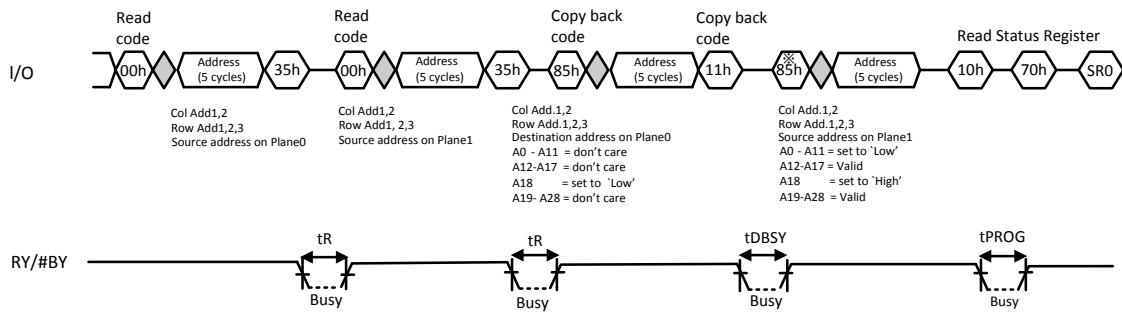 Read
code
Read
code
Copy back
code
Copy back
code
Read Status Register
I/O
00h
Address
(5 cycles)
35h
00h
Address
(5 cycles)
35h
85h
Address
(5 cycles)
11h
※
85h
Address
(5 cycles)
10h
70h
SR0
Col Add1,2
Row Add1,2,3
Source address on Plane0
Col Add1,2
Row Add1, 2,3
Source address on Plane1
Col Add.1,2
Row Add.1,2,3
Destination address on Plane0
A0 - A11 = don't care
A12-A17 = don't care
A18 = set to `Low'
A19- A28 = don't care
Col Add.1,2
Row Add.1,2,3
Source address on Plane1
A0 - A11 = set to `Low'
A12-A17 = Valid
A18 = set to `High'
A19-A28 = Valid
RY/#BY
tR
Busy
tR
Busy
tDBSY
Busy
tPROG
Busy